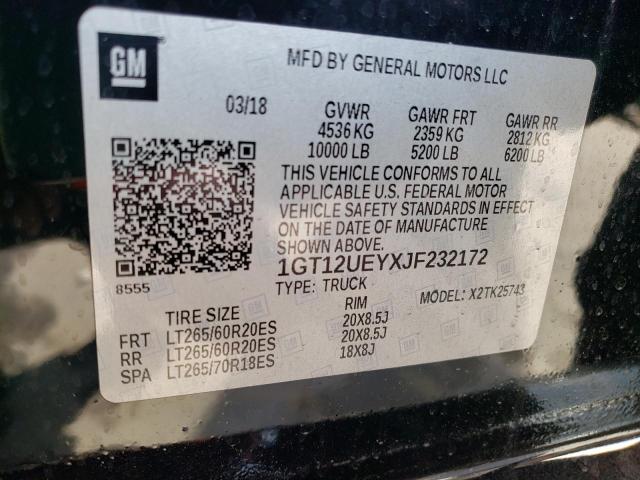 GM
MFD BY GENERAL MOTORS LLC
03/18 GVWR GAWR FRT GAWR RR
4536 KG 2359 KG 2812 KG
10000 LB 5200 LB 6200 LB
THIS VEHICLE CONFORMS TO ALL
APPLICABLE U.S. FEDERAL MOTOR
VEHICLE SAFETY STANDARDS IN EFFECT
ON THE DATE OF MANUFACTURE
SHOWN ABOVE.
1GT12UEYXJF232172
8555
TYPE: TRUCK MODEL: X2TK25743
TIRE SIZE RIM
FRT LT265/60R20ES 20X8.5J
RR LT265/60R20ES 20X8.5J
SPA LT265/70R18ES 18X8J